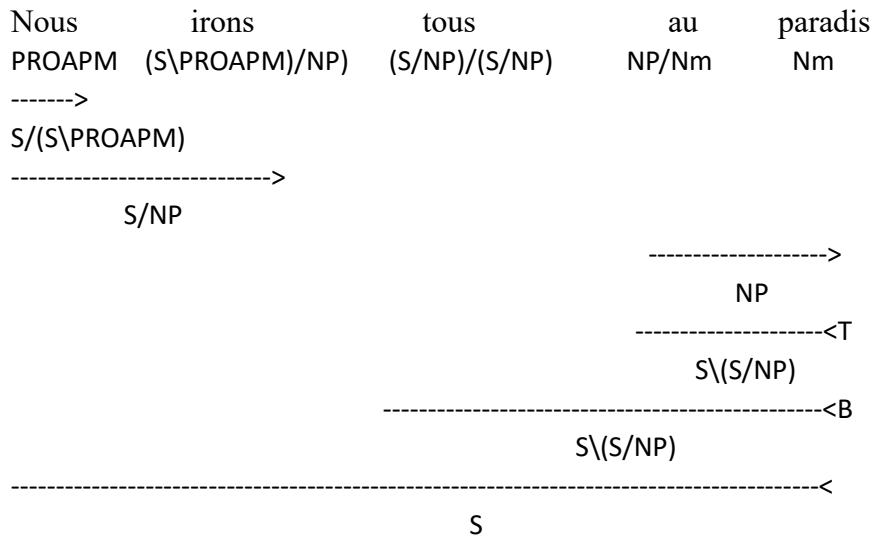 Nous irons tous au paradis
PROAPM (S\PROAPM)/NP) (S/NP)/(S/NP) NP/Nm Nm
------->
S/(S\PROAPM)
---------------------------->
S/NP
-------------------->
NP
---------------------<T
S\(S/NP)
------------------------------------------------<B
S\(S/NP)
------------------------------------------------------------------------------------<
S